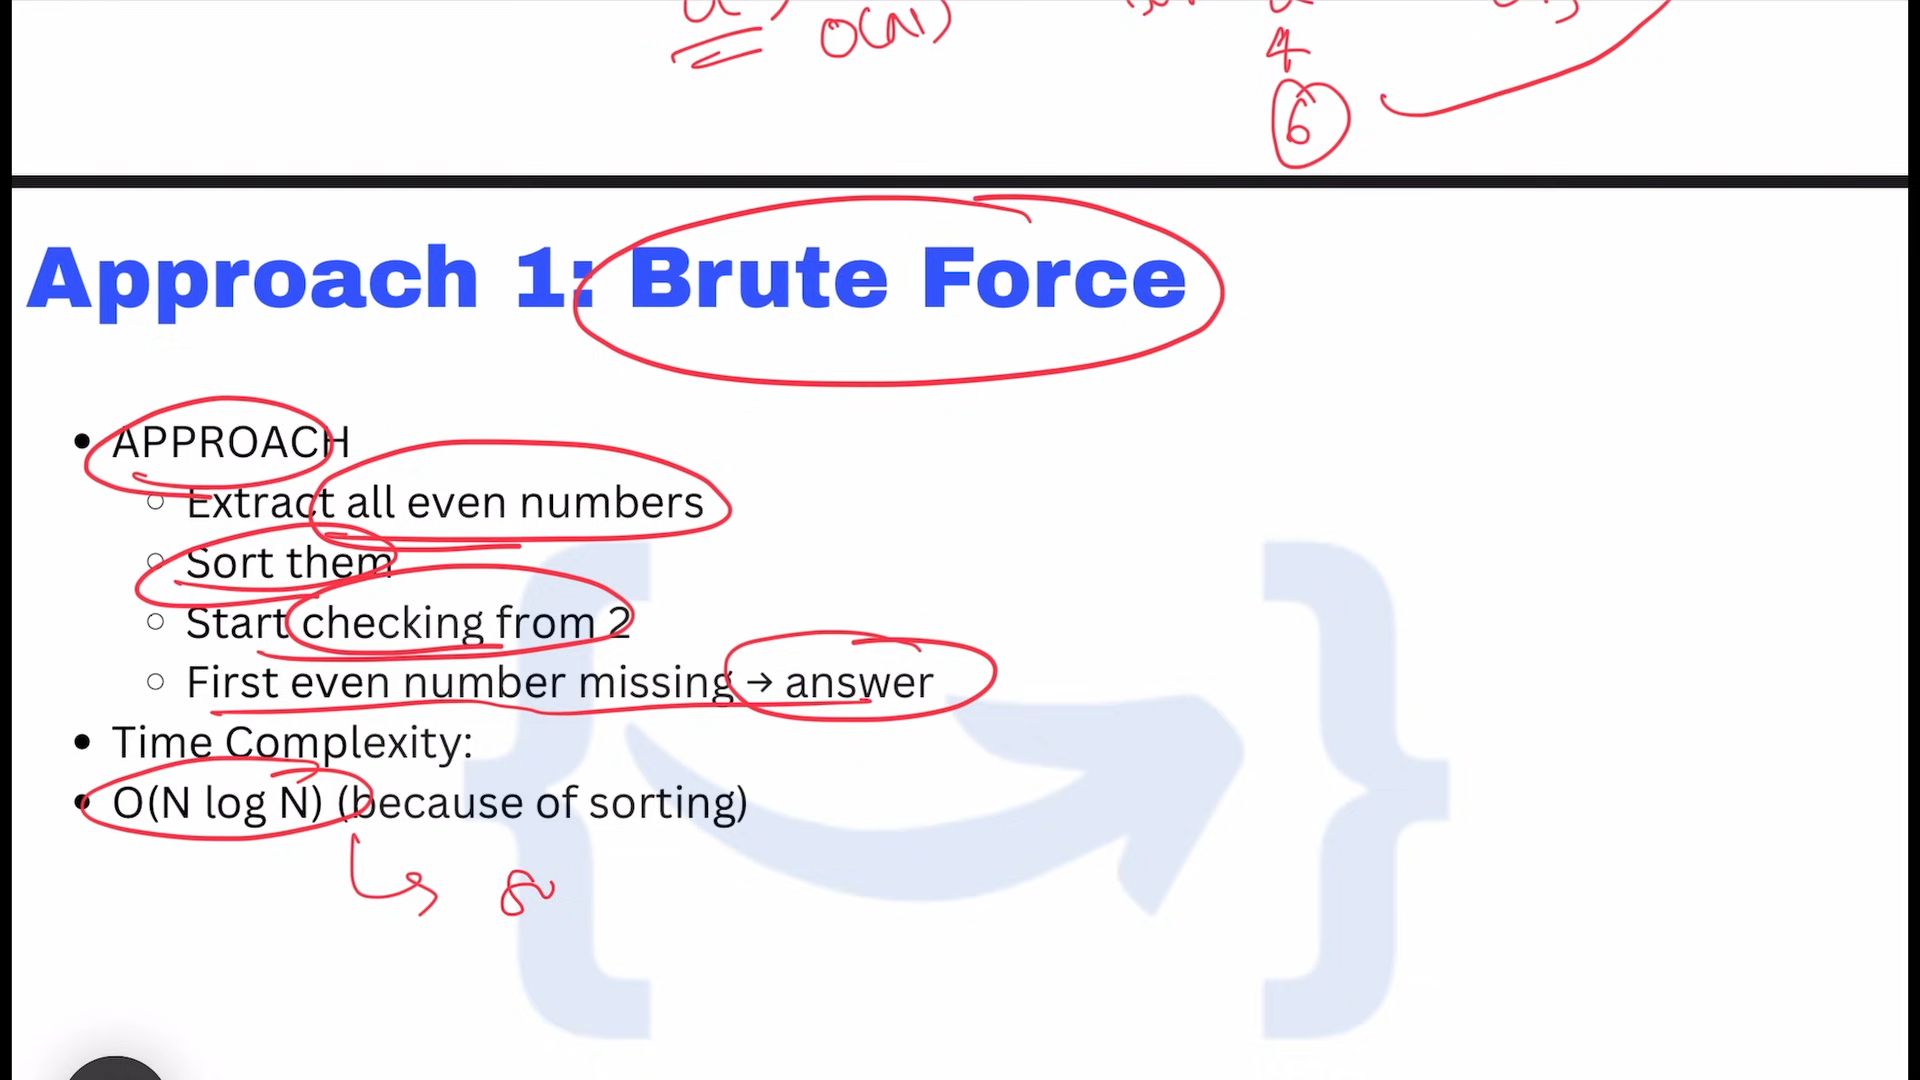 O(N)
4
6
Approach 1: Brute Force
APPROACH
Extract all even numbers
Sort them
Start checking from 2
First even number missing → answer
Time Complexity:
O(N log N) (because of sorting)